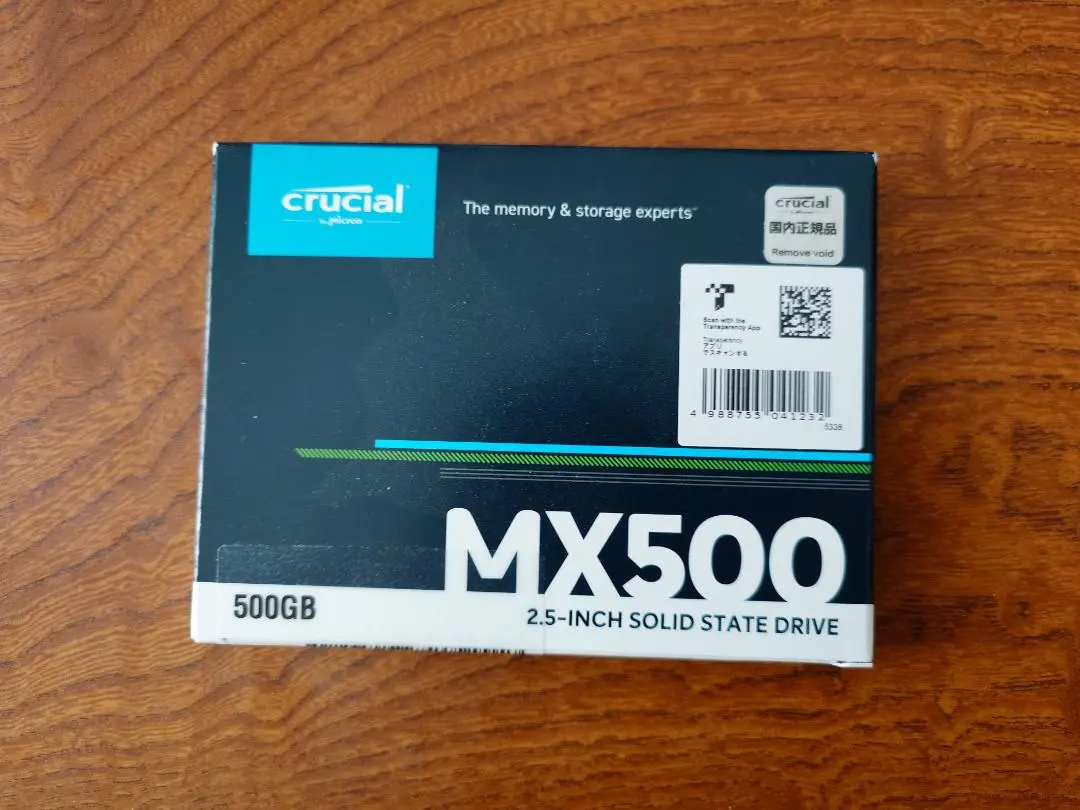 crucial
by Micron
The memory & storage experts™
crucial
国内正規品
Remove void
Scan with the
Transparency App
Transparency
アプリ
でスキャンする
4 988755 041232
5338
MX500
500GB
2.5-INCH SOLID STATE DRIVE